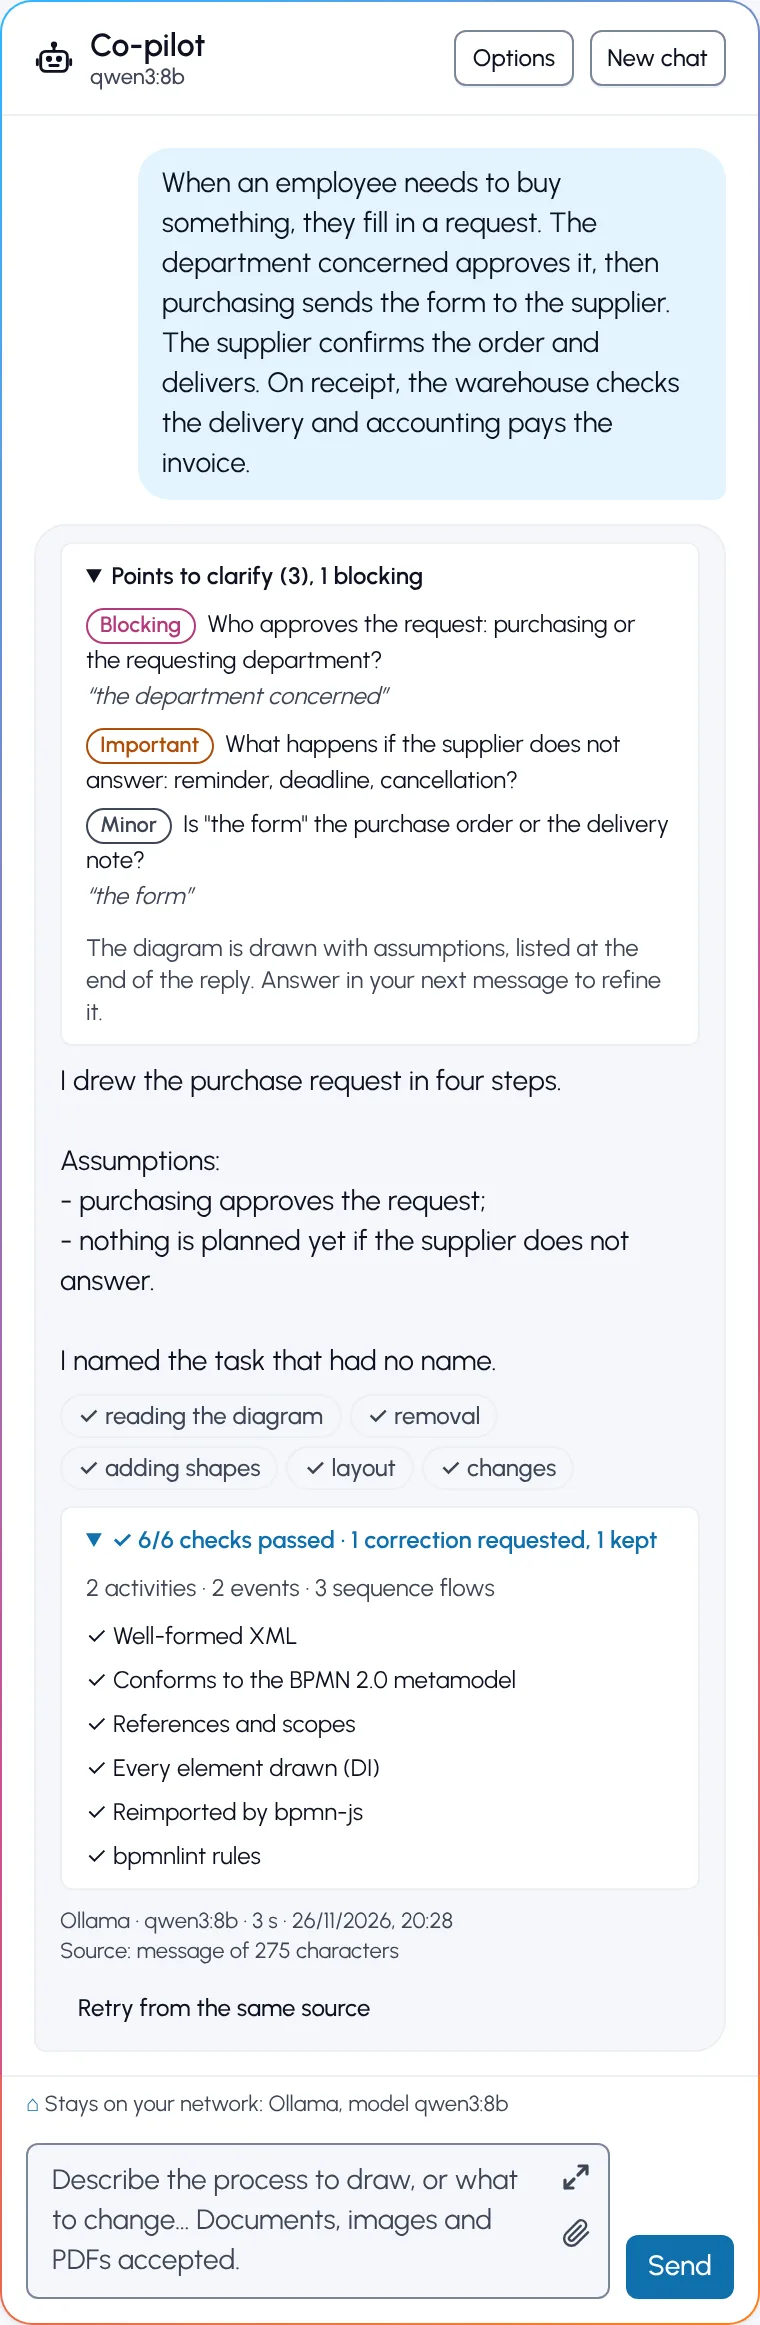 Co-pilot
qwen3:8b
Options
New chat
When an employee needs to buy
something, they fill in a request. The
department concerned approves it, then
purchasing sends the form to the supplier.
The supplier confirms the order and
delivers. On receipt, the warehouse checks
the delivery and accounting pays the
invoice.
▼ Points to clarify (3), 1 blocking
Blocking Who approves the request: purchasing or
the requesting department?
“the department concerned”
Important What happens if the supplier does not
answer: reminder, deadline, cancellation?
Minor Is "the form" the purchase order or the delivery
note?
“the form”
The diagram is drawn with assumptions, listed at the
end of the reply. Answer in your next message to refine
it.
I drew the purchase request in four steps.
Assumptions:
- purchasing approves the request;
- nothing is planned yet if the supplier does not
answer.
I named the task that had no name.
✓ reading the diagram ✓ removal
✓ adding shapes ✓ layout ✓ changes
▼ ✓ 6/6 checks passed · 1 correction requested, 1 kept
2 activities · 2 events · 3 sequence flows
✓ Well-formed XML
✓ Conforms to the BPMN 2.0 metamodel
✓ References and scopes
✓ Every element drawn (DI)
✓ Reimported by bpmn-js
✓ bpmnlint rules
Ollama · qwen3:8b · 3 s · 26/11/2026, 20:28
Source: message of 275 characters
Retry from the same source
⌂ Stays on your network: Ollama, model qwen3:8b
Describe the process to draw, or what
to change... Documents, images and
PDFs accepted.
Send